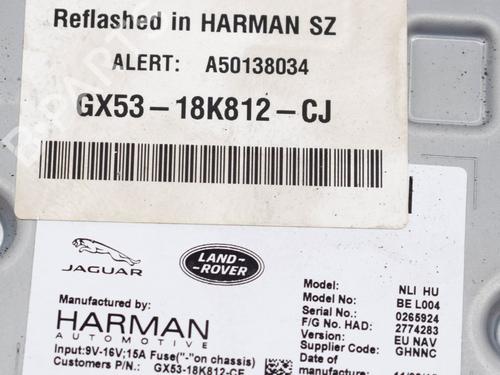 Reflashed in HARMAN SZ
ALERT: A50138034
GX53-18K812-CJ
JAGUAR
LAND-ROVER
Manufactured by:
HARMAN
AUTOMOTIVE
Input:9V-16V;15A Fuse("-"on chassis)
Customers P/N: GX53-18K812-CF
Model: NLI HU
Model No: BE L004
Serial No.: 0265924
F/G No. HAD: 2774283
Version: EU NAV
Supplier Code: GHNNC
Date of
manufacture:
B-PARTS